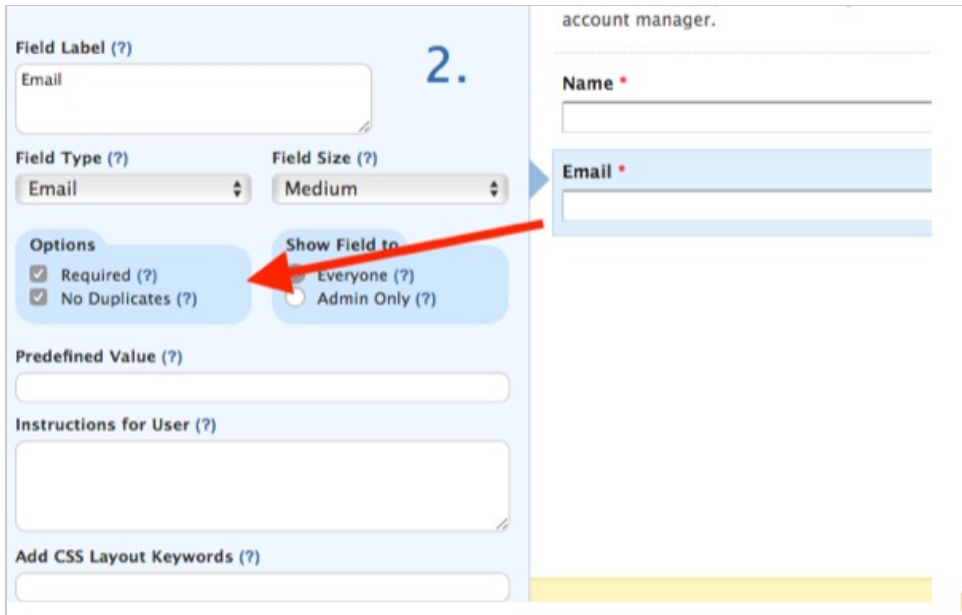 Field Label (?)
Email
2.
Field Type (?) Field Size (?)
Email Medium
Options
Required (?)
No Duplicates (?)
Show Field to
Everyone (?)
Admin Only (?)
Predefined Value (?)
Instructions for User (?)
Add CSS Layout Keywords (?)
account manager.
Name *
Email *